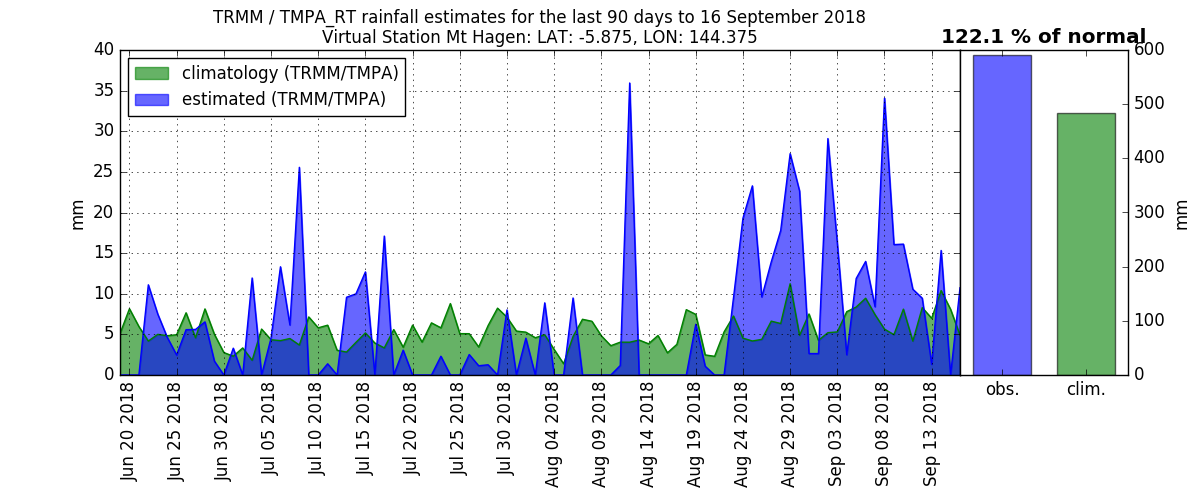 TRMM / TMPA_RT rainfall estimates for the last 90 days to 16 September 2018
Virtual Station Mt Hagen: LAT: -5.875, LON: 144.375
122.1 % of normal
climatology (TRMM/TMPA)
estimated (TRMM/TMPA)
mm
40
35
30
25
20
15
10
5
0
Jun 20 2018
Jun 25 2018
Jun 30 2018
Jul 05 2018
Jul 10 2018
Jul 15 2018
Jul 20 2018
Jul 25 2018
Jul 30 2018
Aug 04 2018
Aug 09 2018
Aug 14 2018
Aug 19 2018
Aug 24 2018
Aug 29 2018
Sep 03 2018
Sep 08 2018
Sep 13 2018
600
500
400
300
200
100
0
mm
obs.
clim.